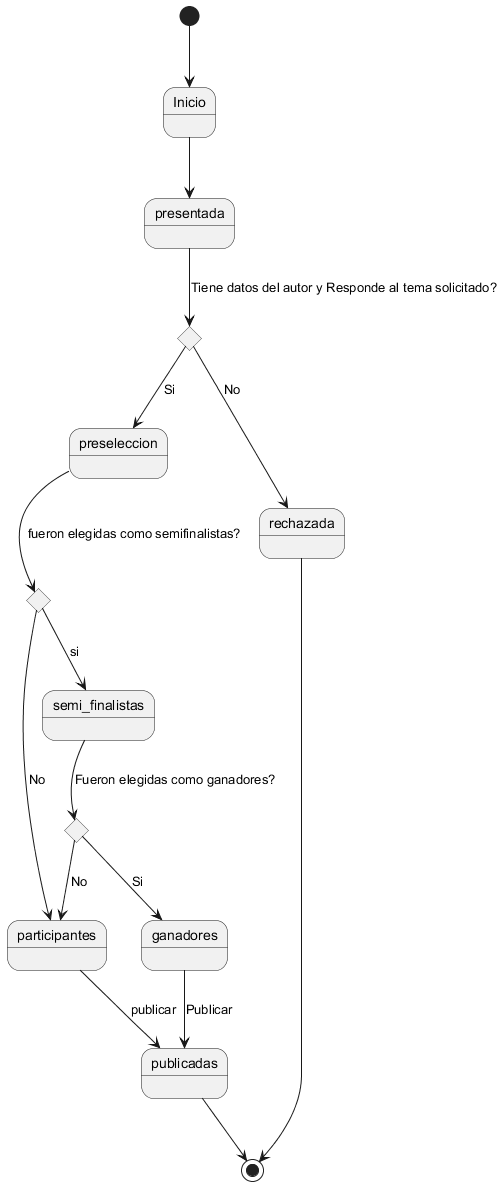 Inicio
presentada
Tiene datos del autor y Responde al tema solicitado?
Si
No
preseleccion
rechazada
fueron elegidas como semifinalistas?
si
semi_finalistas
No
Fueron elegidas como ganadores?
No
Si
participantes
ganadores
publicar
Publicar
publicadas